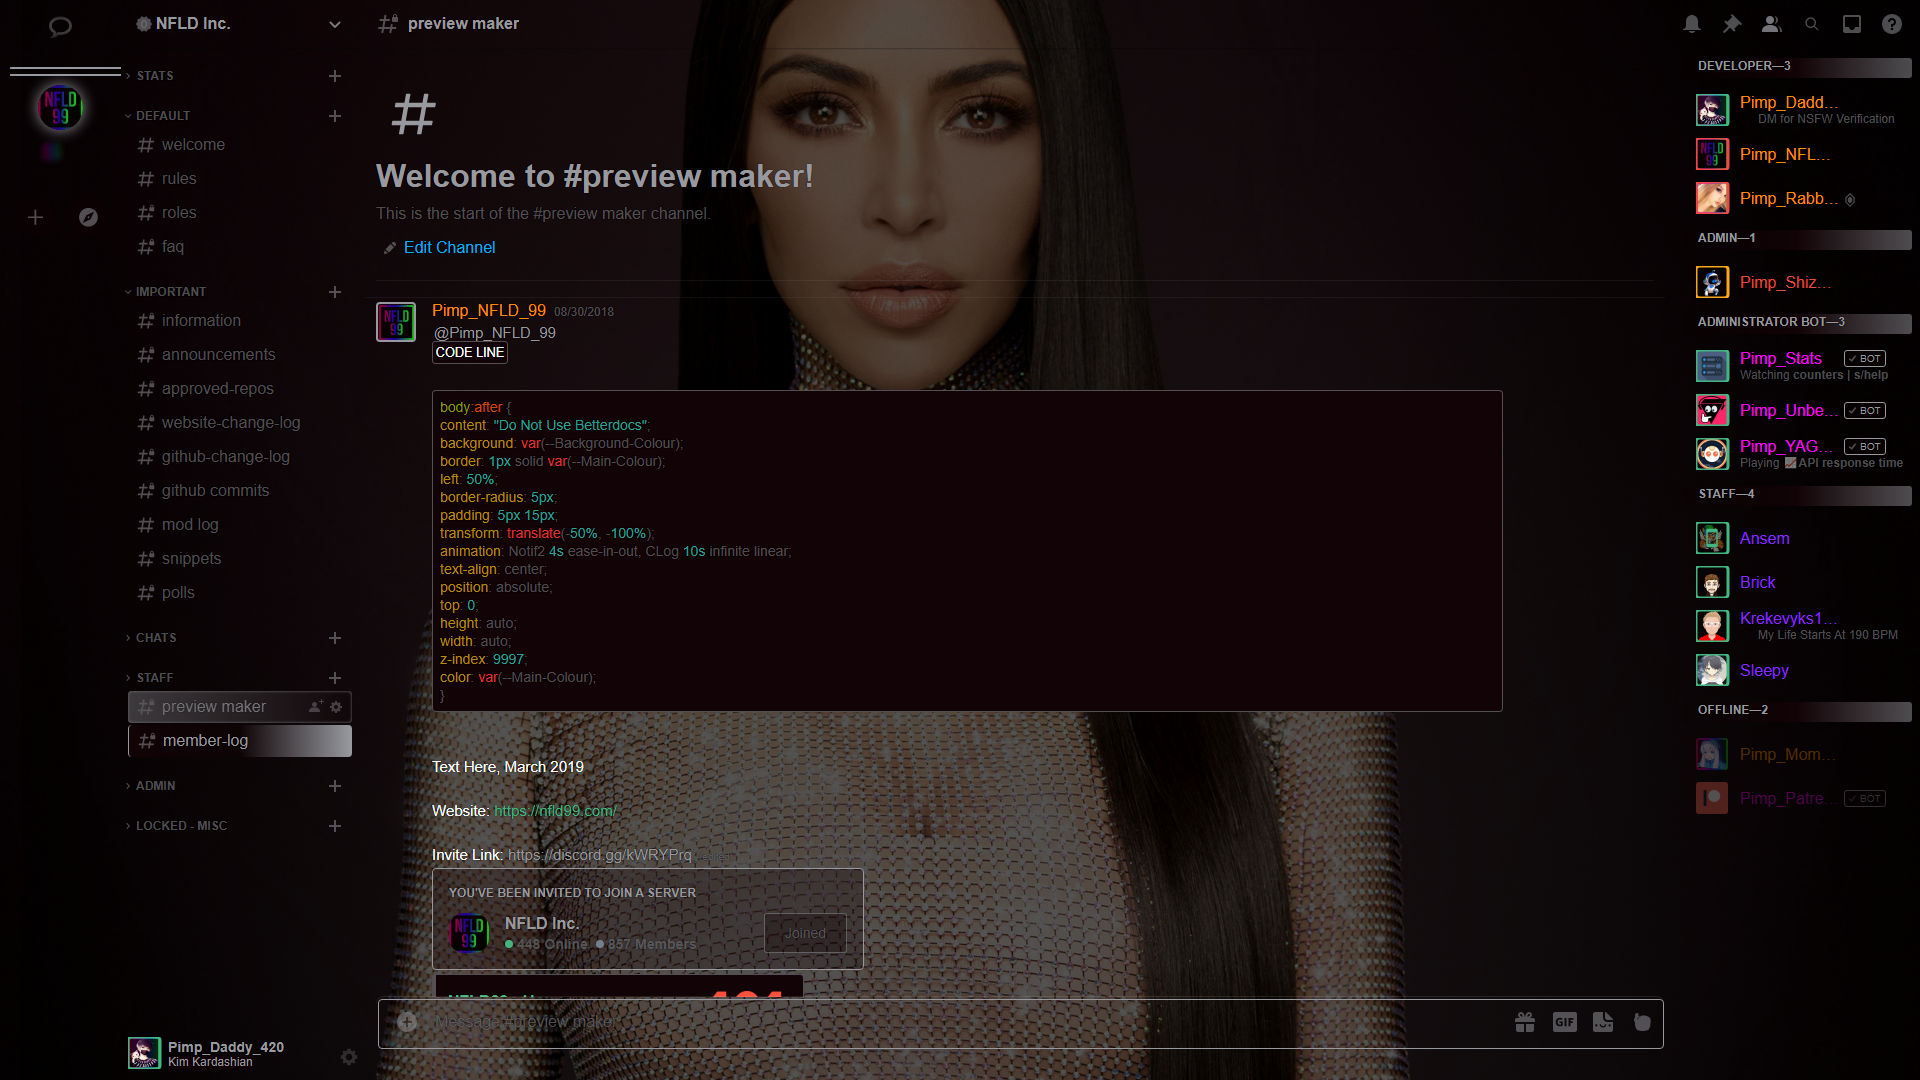 NFLD Inc.
preview maker
STATS
DEFAULT
welcome
rules
roles
faq
IMPORTANT
information
announcements
approved-repos
website-change-log
github-change-log
github commits
mod log
snippets
polls
CHATS
STAFF
preview maker
member-log
ADMIN
LOCKED - MISC
NFLD
99
Pimp_Daddy_420
Kim Kardashian
#
Welcome to #preview maker!
This is the start of the #preview maker channel.
Edit Channel
NFLD
99
Pimp_NFLD_99 08/30/2018
@Pimp_NFLD_99
CODE LINE
body:after {
content: "Do Not Use Betterdocs";
background: var(--Background-Colour);
border: 1px solid var(--Main-Colour);
left: 50%;
border-radius: 5px;
padding: 5px 15px;
transform: translate(-50%, -100%);
animation: Notif2 4s ease-in-out, CLog 10s infinite linear;
text-align: center;
position: absolute;
top: 0;
height: auto;
width: auto;
z-index: 9997;
color: var(--Main-Colour);
}
Text Here, March 2019
Website: https://nfld99.com/
Invite Link: https://discord.gg/kWRYPrq
YOU'VE BEEN INVITED TO JOIN A SERVER
NFLD
99
NFLD Inc.
448 Online 857 Members
Joined
Message #preview make
GIF
DEVELOPER—3
Pimp_Dadd...
DM for NSFW Verification
NFLD
99
Pimp_NFL...
Pimp_Rabb...
ADMIN—1
Pimp_Shiz...
ADMINISTRATOR BOT—3
Pimp_Stats ✓ BOT
Watching counters | s/help
Pimp_Unbe... ✓ BOT
Pimp_YAG... ✓ BOT
Playing 📈API response time
STAFF—4
Ansem
Brick
Krekevyks1...
My Life Starts At 190 BPM
Sleepy
OFFLINE—2
Pimp_Mom...
Pimp_Patre... ✓ BOT